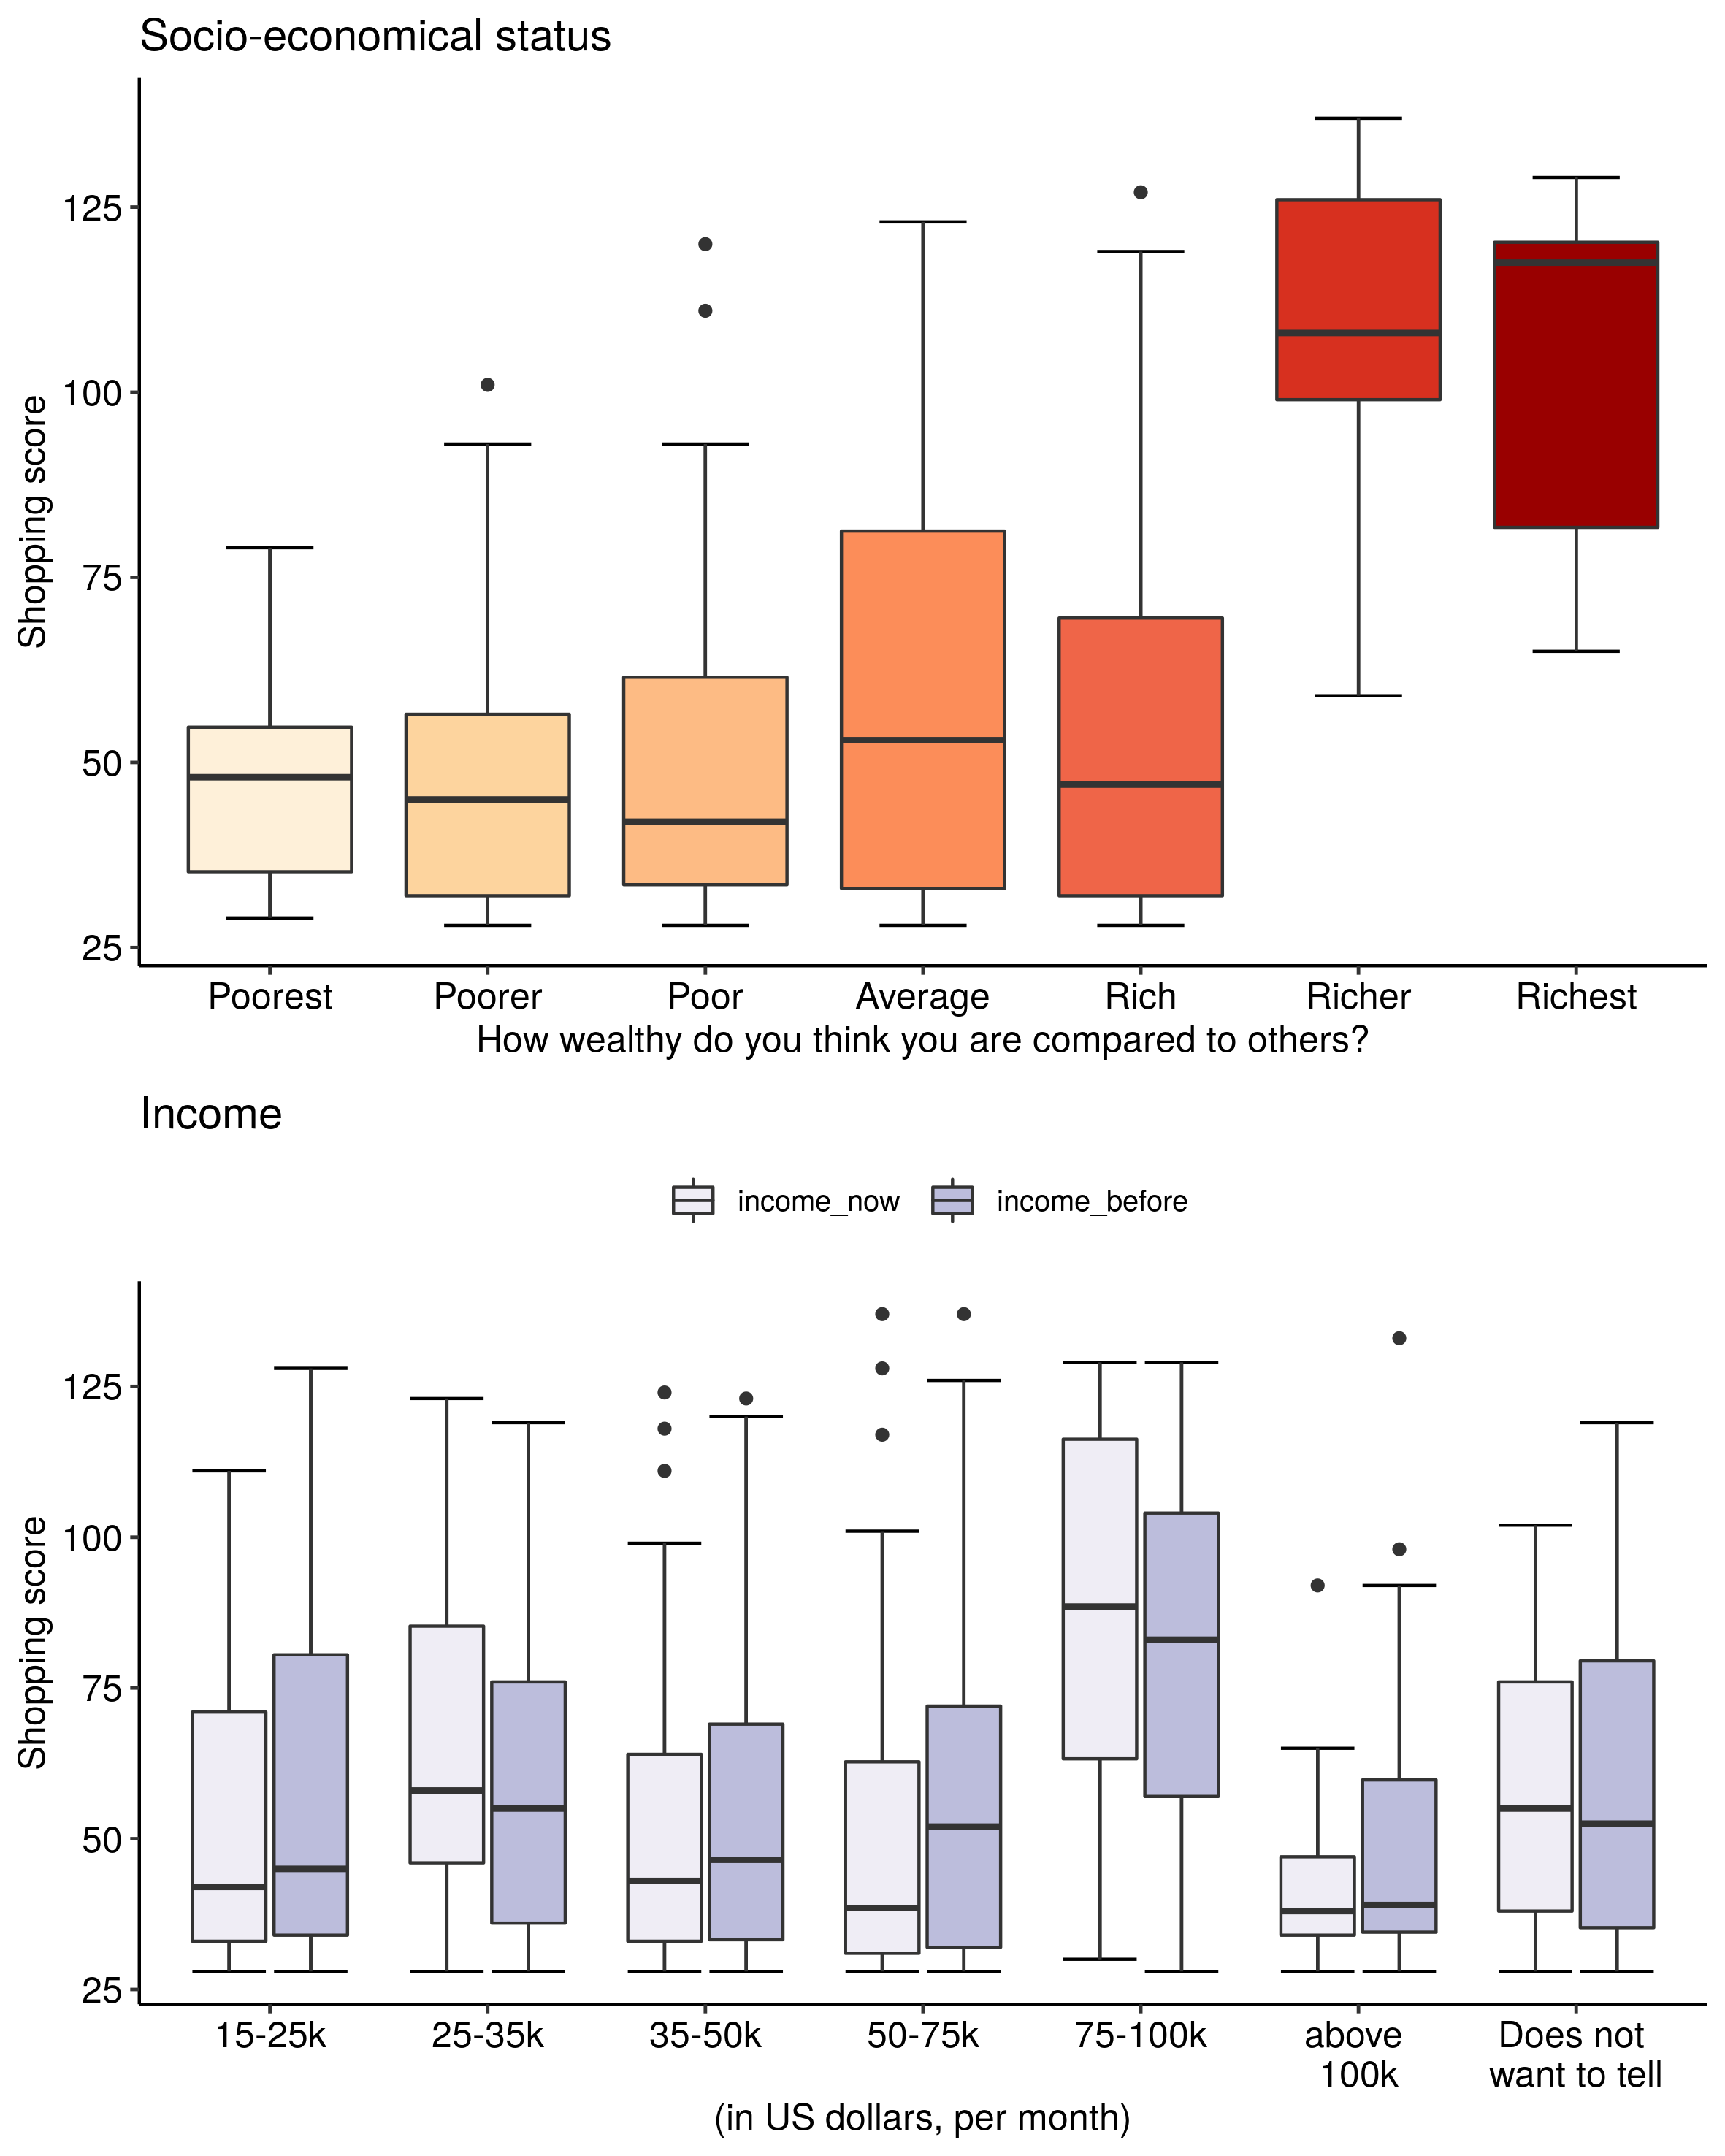 Socio-economical status
Shopping score
125
100
75
50
25
Poorest Poorer Poor Average Rich Richer Richest
How wealthy do you think you are compared to others?
Income
income_now income_before
Shopping score
125
100
75
50
25
15-25k 25-35k 35-50k 50-75k 75-100k above Does not
100k want to tell
(in US dollars, per month)